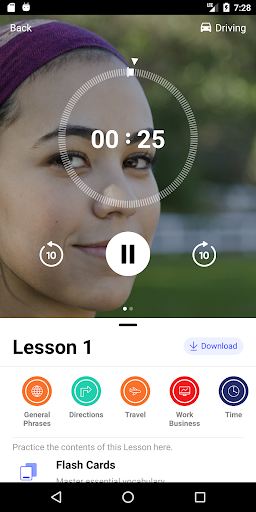 7:28
Back
Driving
00 : 25
10
10
Lesson 1
Download
General
Phrases
Directions
Travel
Work
Business
Time
Practice the contents of this Lesson here.
Flash Cards
Master essential vocabulary